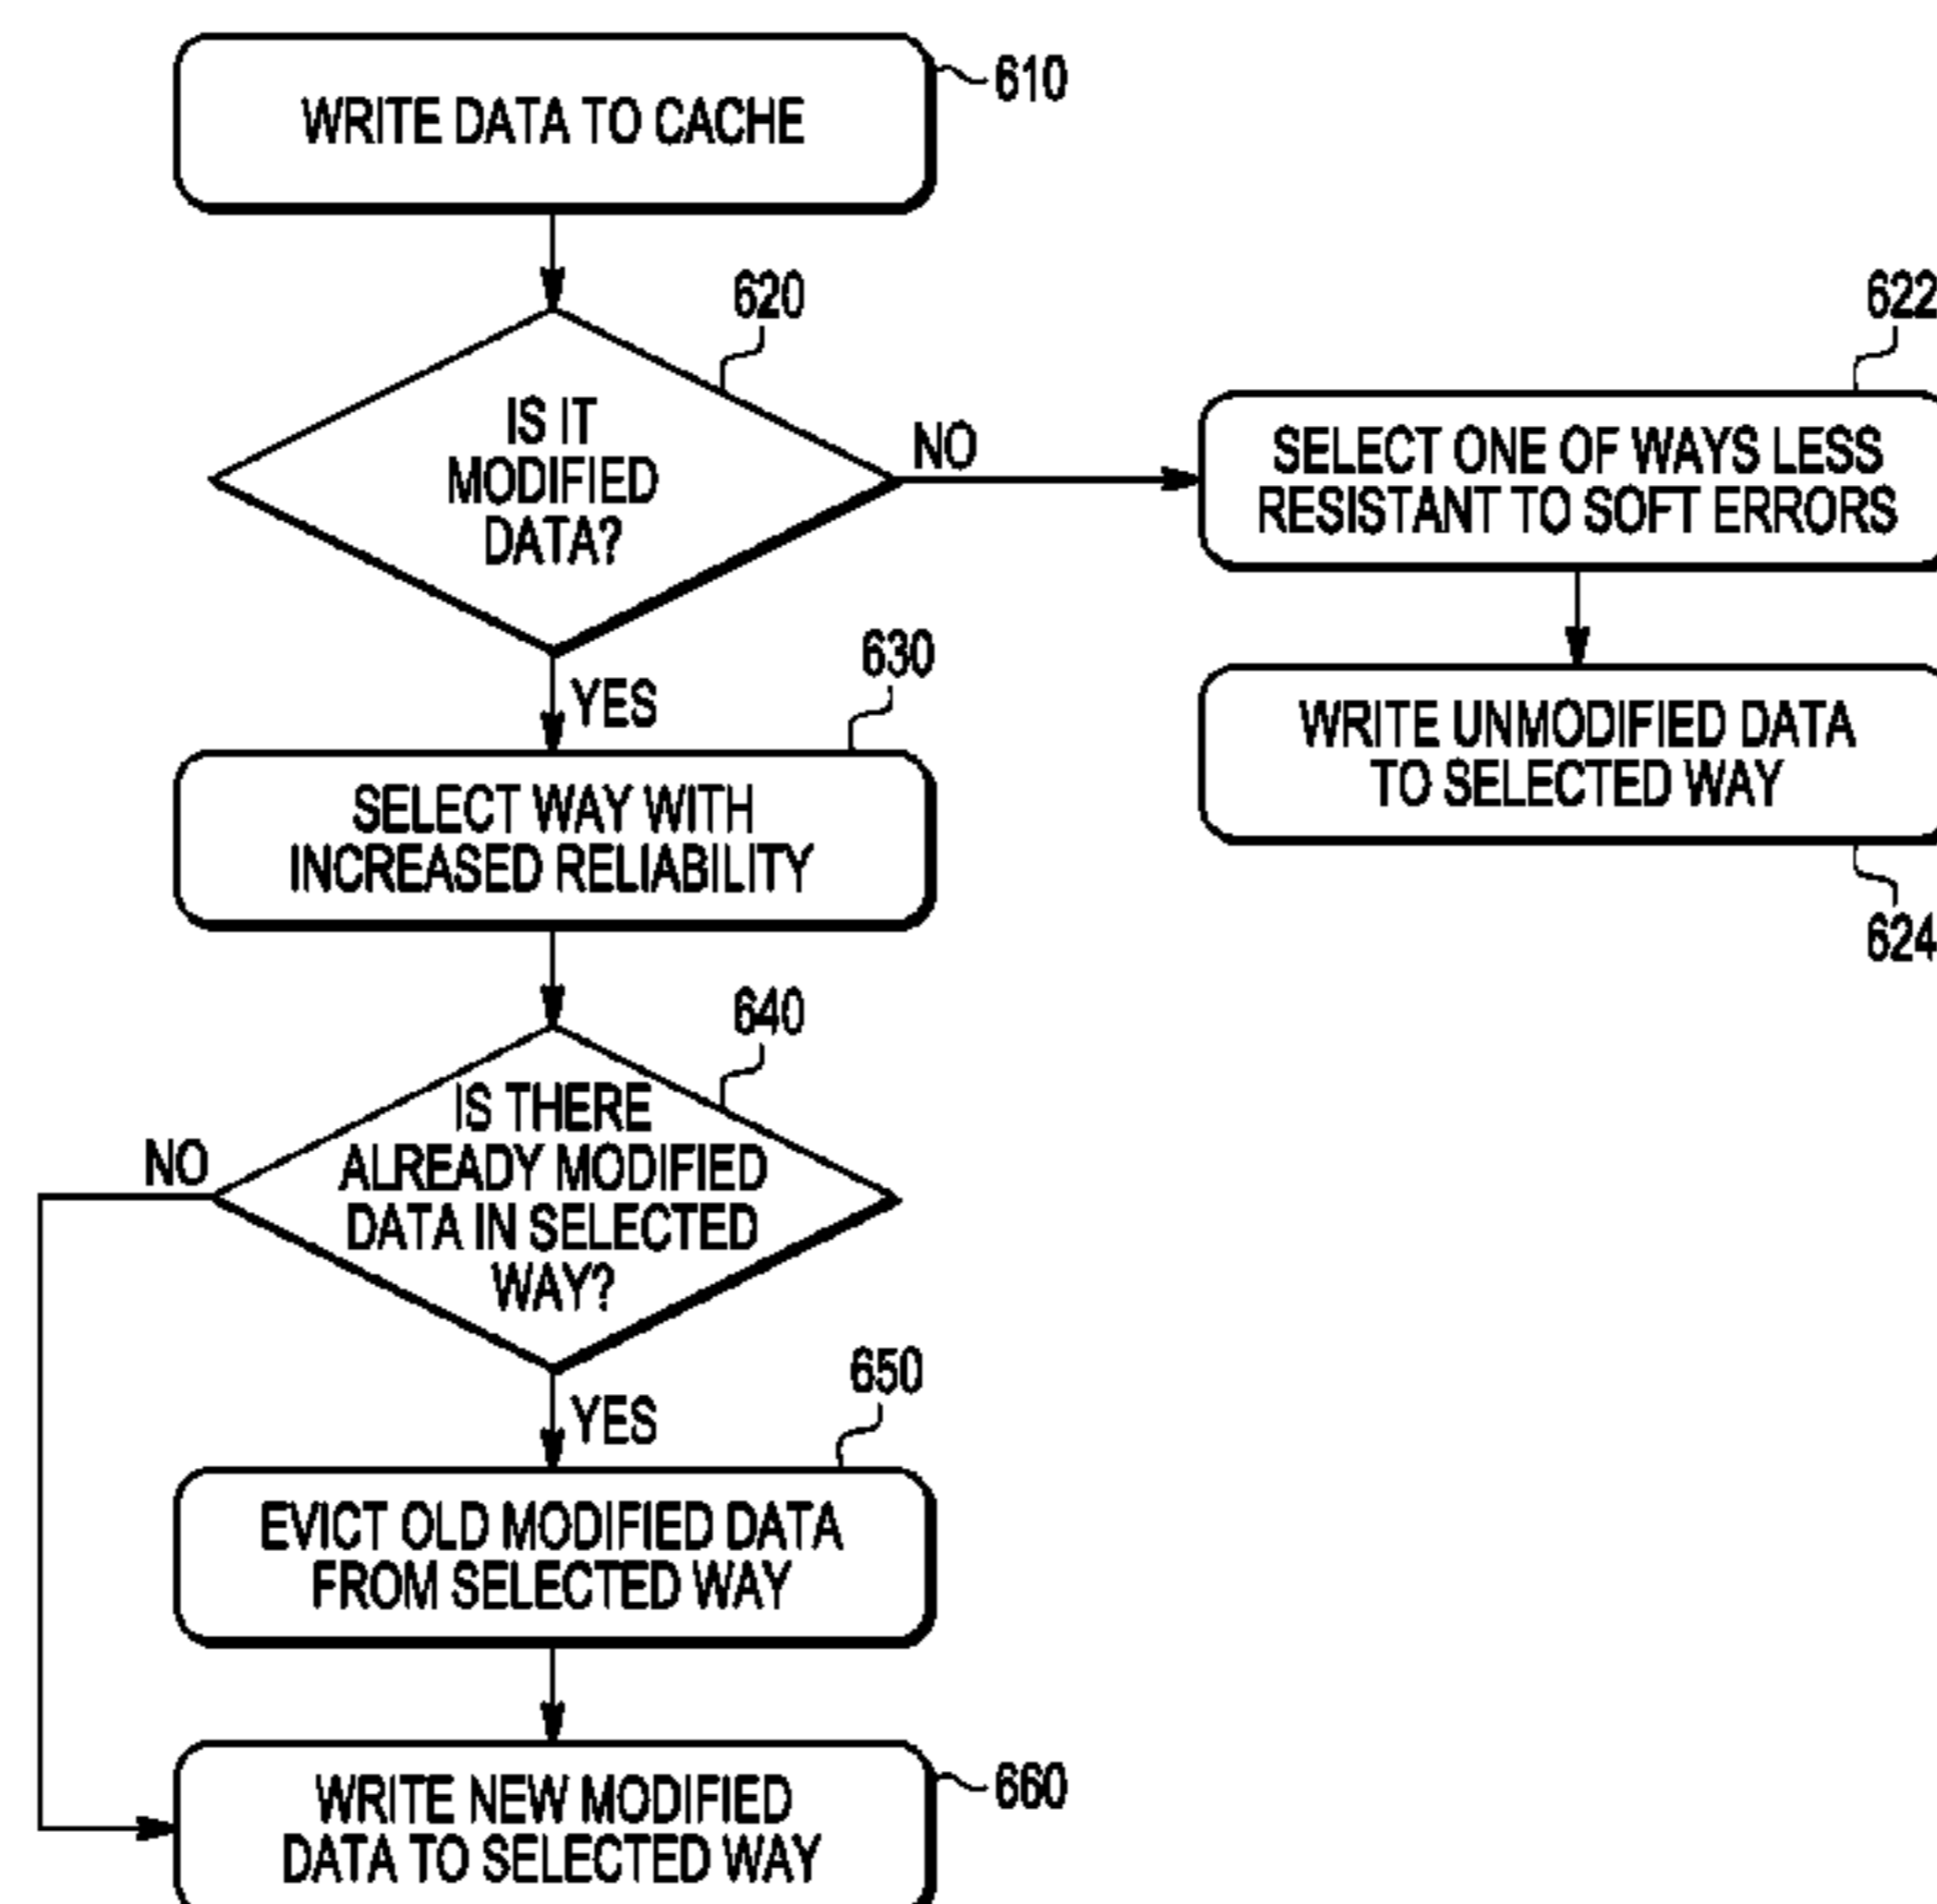 WRITE DATA TO CACHE
610
620
IS IT
MODIFIED
DATA?
NO
622
SELECT ONE OF WAYS LESS
RESISTANT TO SOFT ERRORS
WRITE UNMODIFIED DATA
TO SELECTED WAY
624
YES
630
SELECT WAY WITH
INCREASED RELIABILITY
640
IS THERE
ALREADY MODIFIED
DATA IN SELECTED
WAY?
NO
YES
650
EVICT OLD MODIFIED DATA
FROM SELECTED WAY
WRITE NEW MODIFIED
DATA TO SELECTED WAY
660